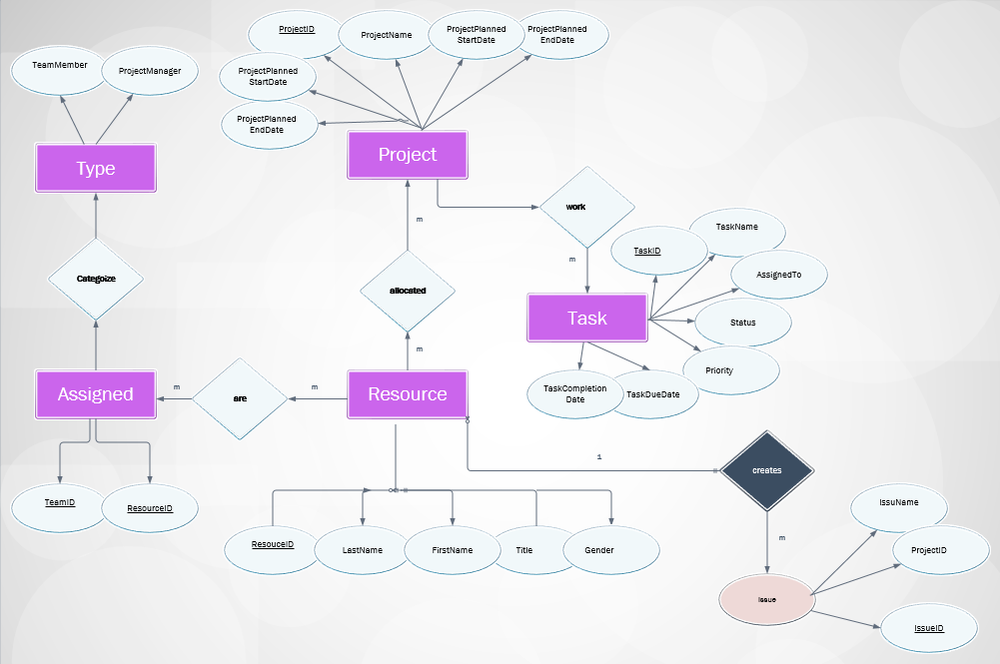 ProjectID
ProjectName
ProjectPlanned
StartDate
ProjectPlanned
EndDate
TeamMember
ProjectManager
ProjectPlanned
StartDate
ProjectPlanned
EndDate
Type
Project
work
m
m
TaskID
TaskName
AssignedTo
Status
Priority
Task
TaskCompletion
Date
TaskDueDate
Categoize
allocated
m
Assigned
m
are
m
Resource
TeamID
ResourceID
1
creates
m
ResouceID
LastName
FirstName
Title
Gender
IssuName
ProjectID
Issue
IssueID